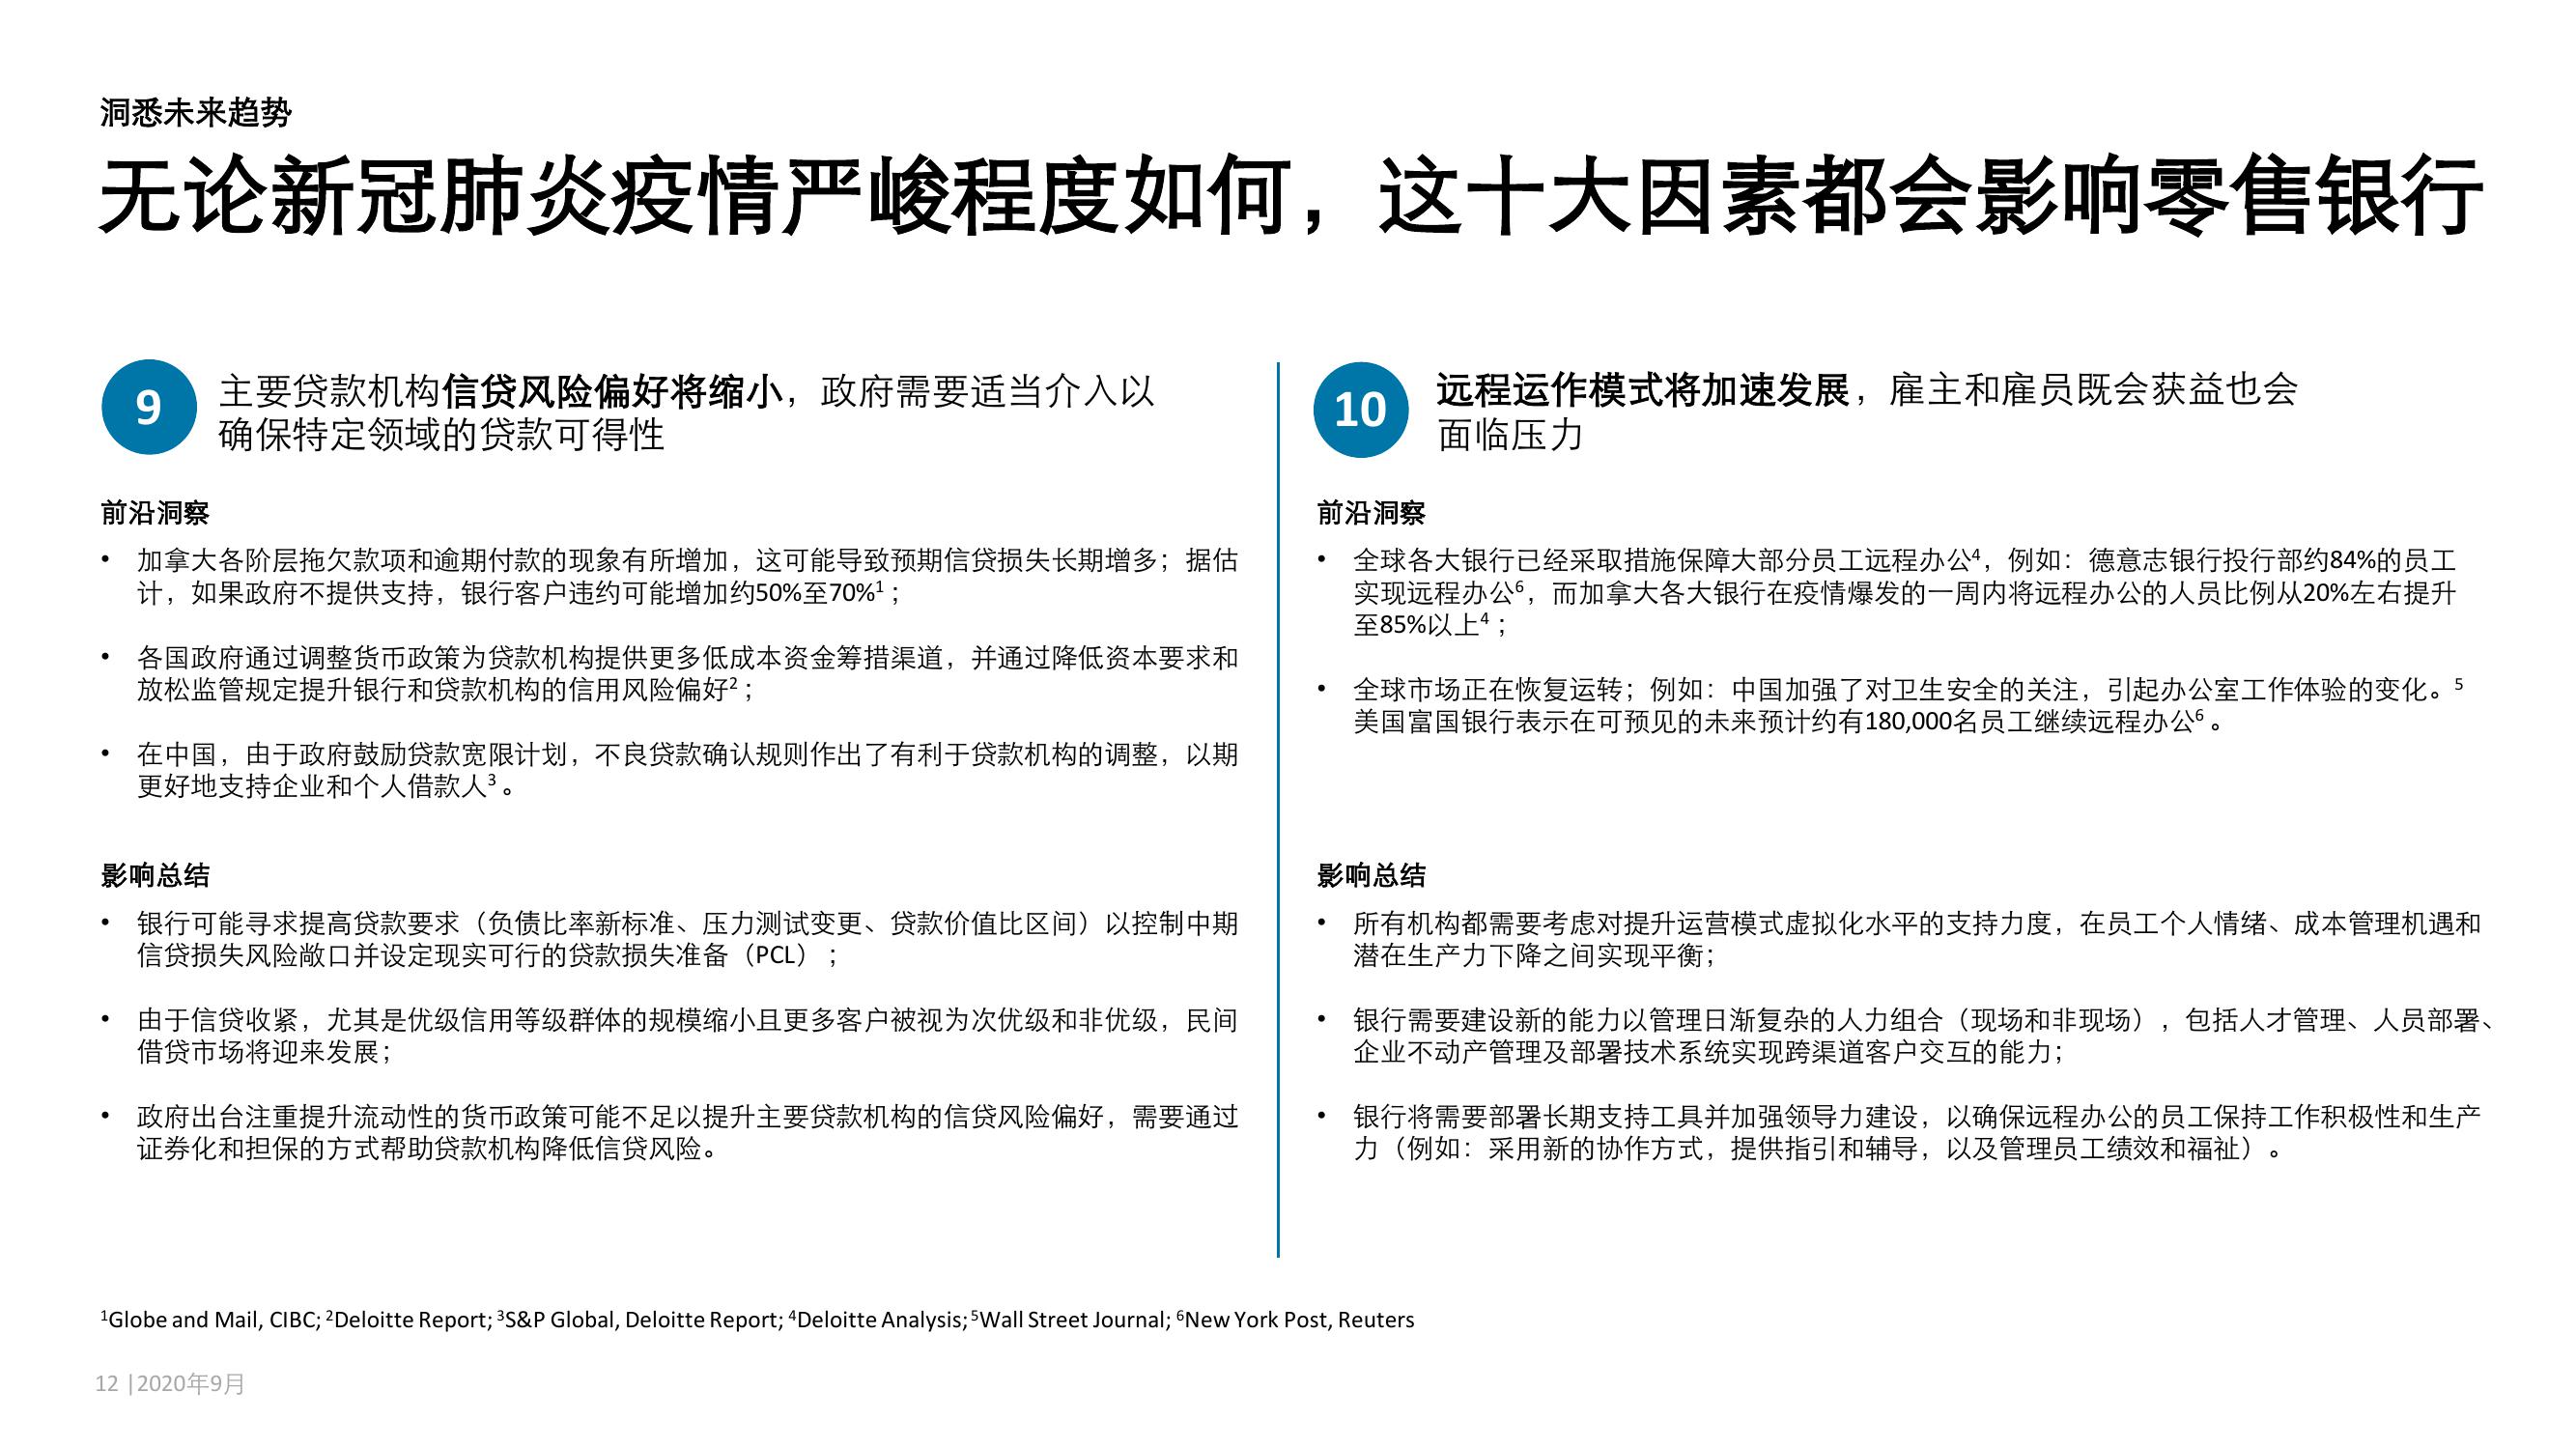 洞悉未来趋势
无论新冠肺炎疫情严峻程度如何，这十大因素都会影响零售银行
9
主要贷款机构信贷风险偏好将缩小，政府需要适当介入以
确保特定领域的贷款可得性
前沿洞察
• 加拿大各阶层拖欠款项和逾期付款的现象有所增加，这可能导致预期信贷损失长期增多；据估
计，如果政府不提供支持，银行客户违约可能增加约50%至70%¹；
• 各国政府通过调整货币政策为贷款机构提供更多低成本资金筹措渠道，并通过降低资本要求和
放松监管规定提升银行和贷款机构的信用风险偏好²；
• 在中国，由于政府鼓励贷款宽限计划，不良贷款确认规则作出了有利于贷款机构的调整，以期
更好地支持企业和个人借款人³。
影响总结
• 银行可能寻求提高贷款要求（负债比率新标准、压力测试变更、贷款价值比区间）以控制中期
信贷损失风险敞口并设定现实可行的贷款损失准备（PCL）；
• 由于信贷收紧，尤其是优级信用等级群体的规模缩小且更多客户被视为次优级和非优级，民间
借贷市场将迎来发展；
• 政府出台注重提升流动性的货币政策可能不足以提升主要贷款机构的信贷风险偏好，需要通过
证券化和担保的方式帮助贷款机构降低信贷风险。
10
远程运作模式将加速发展，雇主和雇员既会获益也会
面临压力
前沿洞察
• 全球各大银行已经采取措施保障大部分员工远程办公⁴，例如：德意志银行投行部约84%的员工
实现远程办公⁶，而加拿大各大银行在疫情爆发的一周内将远程办公的人员比例从20%左右提升
至85%以上⁴；
• 全球市场正在恢复运转；例如：中国加强了对卫生安全的关注，引起办公室工作体验的变化。⁵
美国富国银行表示在可预见的未来预计约有180,000名员工继续远程办公⁶。
影响总结
• 所有机构都需要考虑对提升运营模式虚拟化水平的支持力度，在员工个人情绪、成本管理机遇和
潜在生产力下降之间实现平衡；
• 银行需要建设新的能力以管理日渐复杂的人力组合（现场和非现场），包括人才管理、人员部署、
企业不动产管理及部署技术系统实现跨渠道客户交互的能力；
• 银行将需要部署长期支持工具并加强领导力建设，以确保远程办公的员工保持工作积极性和生产
力（例如：采用新的协作方式，提供指引和辅导，以及管理员工绩效和福祉）。
¹Globe and Mail, CIBC; ²Deloitte Report; ³S&P Global, Deloitte Report; ⁴Deloitte Analysis; ⁵Wall Street Journal; ⁶New York Post, Reuters
12 |2020年9月